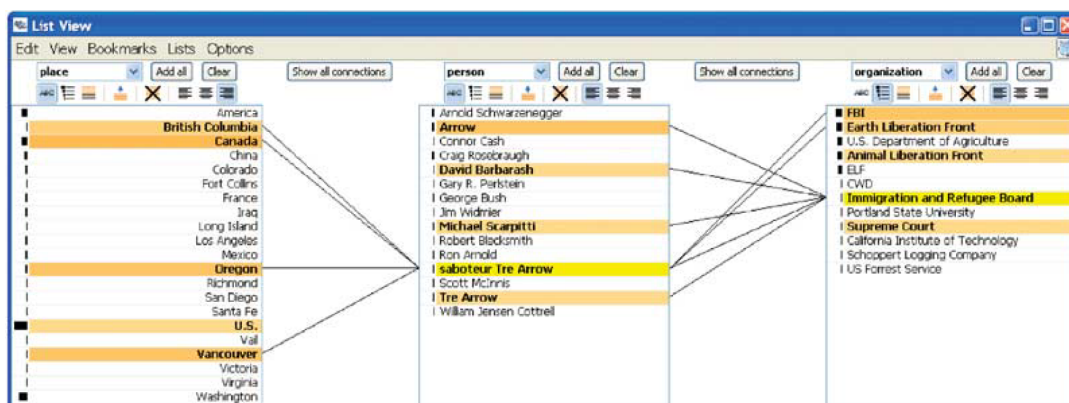 List View
Edit View Bookmarks Lists Options
place Add all Clear Show all connections person Add all Clear Show all connections organization Add all Clear
ABC ABC ABC
America
British Columbia
Canada
China
Colorado
Fort Collins
France
Iraq
Long Island
Los Angeles
Mexico
Oregon
Richmond
San Diego
Santa Fe
U.S.
Vail
Vancouver
Victoria
Virginia
Washington
Arnold Schwarzenegger
Arrow
Connor Cash
Craig Rosebraugh
David Barbarash
Gary R. Perlstein
George Bush
Jim Widmier
Michael Scarpitti
Robert Blecksmith
Ron Arnold
saboteur Tre Arrow
Scott McInnis
Tre Arrow
William Jensen Cottrell
FBI
Earth Liberation Front
U.S. Department of Agriculture
Animal Liberation Front
ELF
CWD
Immigration and Refugee Board
Portland State University
Supreme Court
California Institute of Technology
Schoppert Logging Company
US Forrest Service